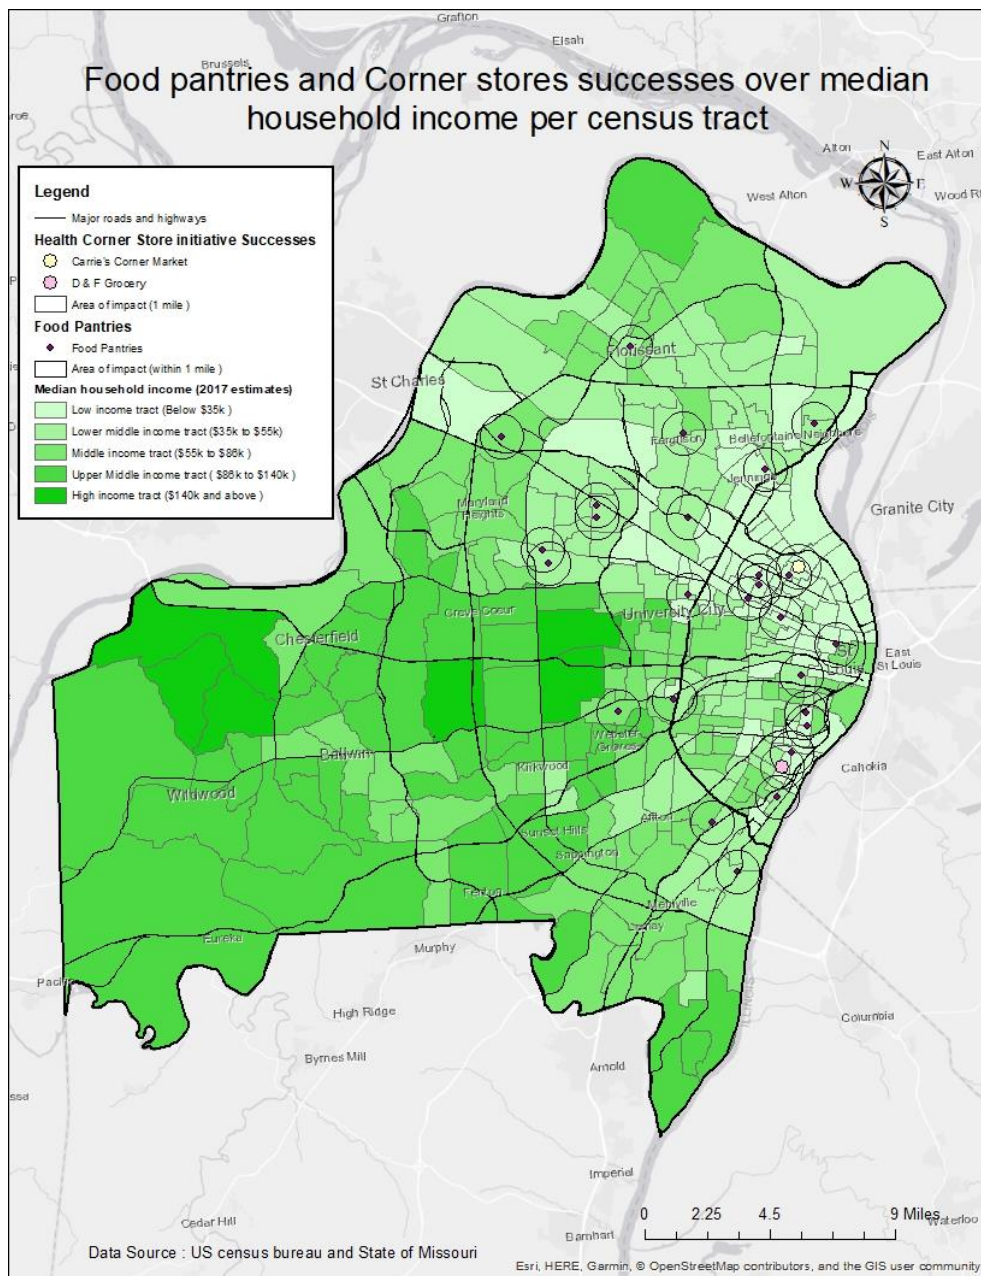 Grafton
Elsah
Brussels
Food pantries and Corner stores successes over median
household income per census tract
Alton
N
East Alton
W
E
West Alton
Wood Ri
S
Legend
Major roads and highways
Health Corner Store initiative Successes
Carrie's Corner Market
D & F Grocery
Area of impact (1 mile )
Food Pantries
Food Pantries
Area of impact (within 1 mile )
Median household income (2017 estimates)
Low income tract (Below $35k )
Lower middle income tract ($35k to $55k)
Middle income tract ($55k to $86k )
Upper Middle income tract ( $86k to $140k )
High income tract ($140k and above )
Florissant
St Charles
Ferguson
Bellefontaine Neighbors
Jennings
Maryland
Heights
Granite City
Creve Coeur
University City
Chesterfield
St
Louis
East
St Louis
Webster
Groves
Ballwin
Kirkwood
Cahokia
Wildwood
Affton
Sunset Hills
Sappington
Fenton
Mehlville
Lemay
Eureka
Murphy
Pacific
ILLINOIS
High Ridge
Columbia
Byrnes Mill
Arnold
Imperial
Cedar Hill
0 2.25 4.5 9 Miles
Waterloo
Barnhart
Data Source : US census bureau and State of Missouri
Esri, HERE, Garmin, © OpenStreetMap contributors, and the GIS user community